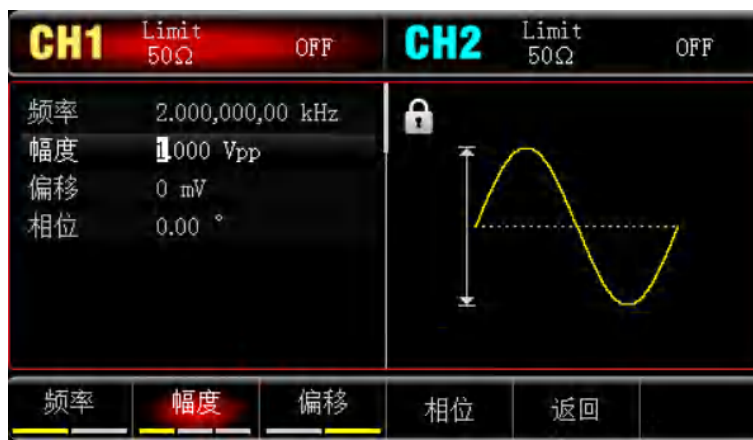 CH1 Limit 50Ω OFF
CH2 Limit 50Ω OFF
频率 2.000,000,00 kHz
幅度 1.000 Vpp
偏移 0 mV
相位 0.00 °
频率 幅度 偏移 相位 返回